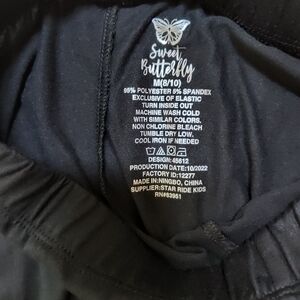 Sweet
Butterfly
M(8/10)
95% POLYESTER 5% SPANDEX
EXCLUSIVE OF ELASTIC
TURN INSIDE OUT
MACHINE WASH COLD
WITH SIMILAR COLORS.
NON CHLORINE BLEACH
TUMBLE DRY LOW.
COOL IRON IF NEEDED
DESIGN:45612
PRODUCTION DATE:10/2022
FACTORY ID:12277
MADE IN:NINGBO, CHINA
SUPPLIER:STAR RIDE KIDS
RN#83951